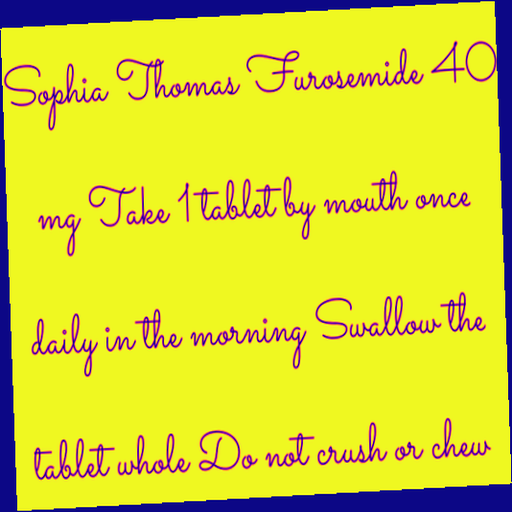 Sophia Thomas Furosemide 40
mg Take 1 tablet by mouth once
daily in the morning Swallow the
tablet whole Do not crush or chew